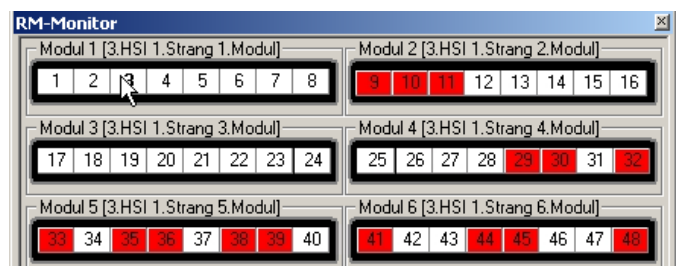 RM-Monitor
Modul 1 [3.HSI 1.Strang 1.Modul]
1 2 3 4 5 6 7 8
Modul 2 [3.HSI 1.Strang 2.Modul]
9 10 11 12 13 14 15 16
Modul 3 [3.HSI 1.Strang 3.Modul]
17 18 19 20 21 22 23 24
Modul 4 [3.HSI 1.Strang 4.Modul]
25 26 27 28 29 30 31 32
Modul 5 [3.HSI 1.Strang 5.Modul]
33 34 35 36 37 38 39 40
Modul 6 [3.HSI 1.Strang 6.Modul]
41 42 43 44 45 46 47 48